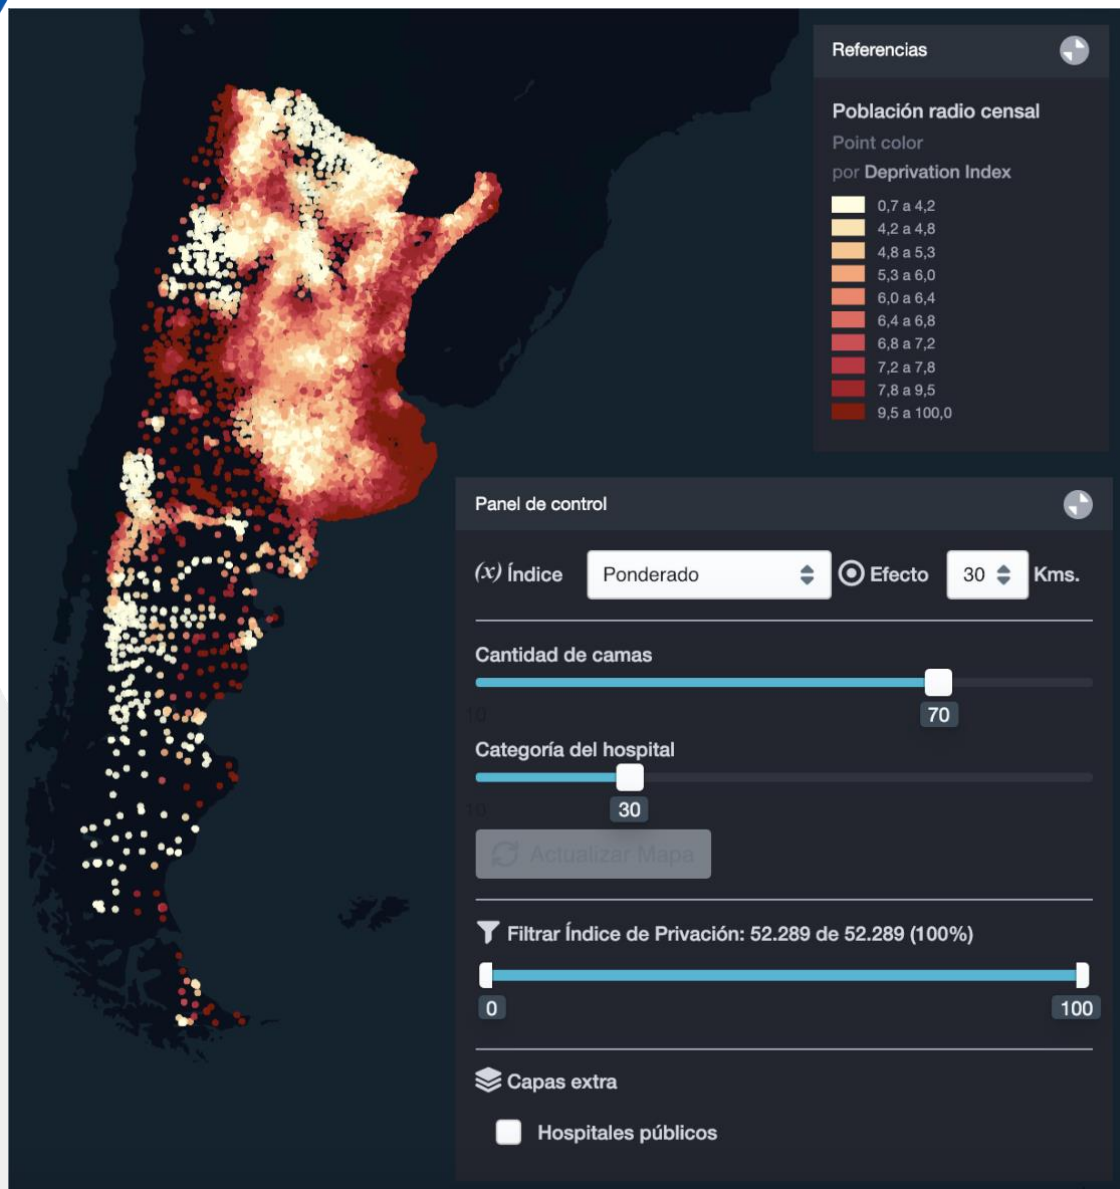 Referencias
Población radio censal
Point color
por Deprivation Index
0,7 a 4,2
4,2 a 4,8
4,8 a 5,3
5,3 a 6,0
6,0 a 6,4
6,4 a 6,8
6,8 a 7,2
7,2 a 7,8
7,8 a 9,5
9,5 a 100,0
Panel de control
(x) Índice Ponderado Efecto 30 Kms.
Cantidad de camas
10 70
Categoría del hospital
10 30
Actualizar Mapa
Filtrar Índice de Privación: 52.289 de 52.289 (100%)
0 100
Capas extra
Hospitales públicos